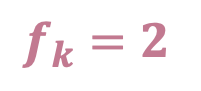 f_k = 2